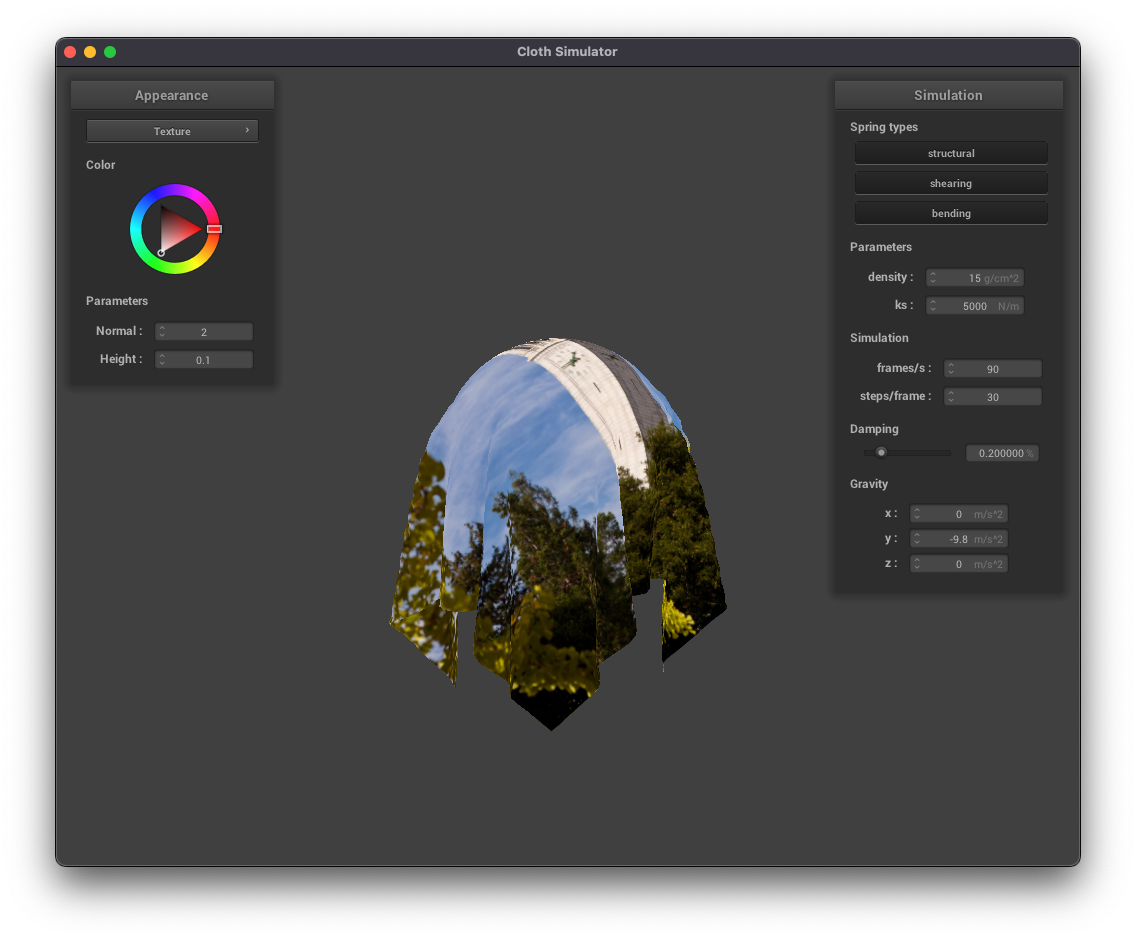 Cloth Simulator
Appearance
Texture ›
Color
Parameters
Normal : 2
Height : 0.1
Simulation
Spring types
structural
shearing
bending
Parameters
density : 15 g/cm^2
ks : 5000 N/m
Simulation
frames/s : 90
steps/frame : 30
Damping
0.200000 %
Gravity
x : 0 m/s^2
y : -9.8 m/s^2
z : 0 m/s^2